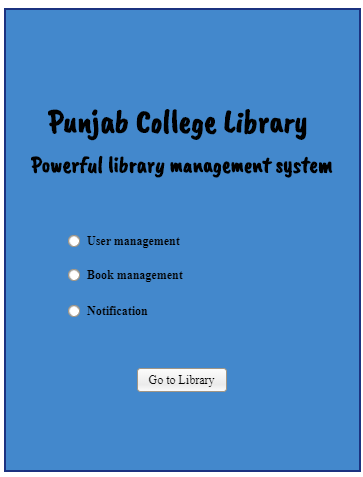 Punjab College Library
Powerful library management system
User management
Book management
Notification
Go to Library